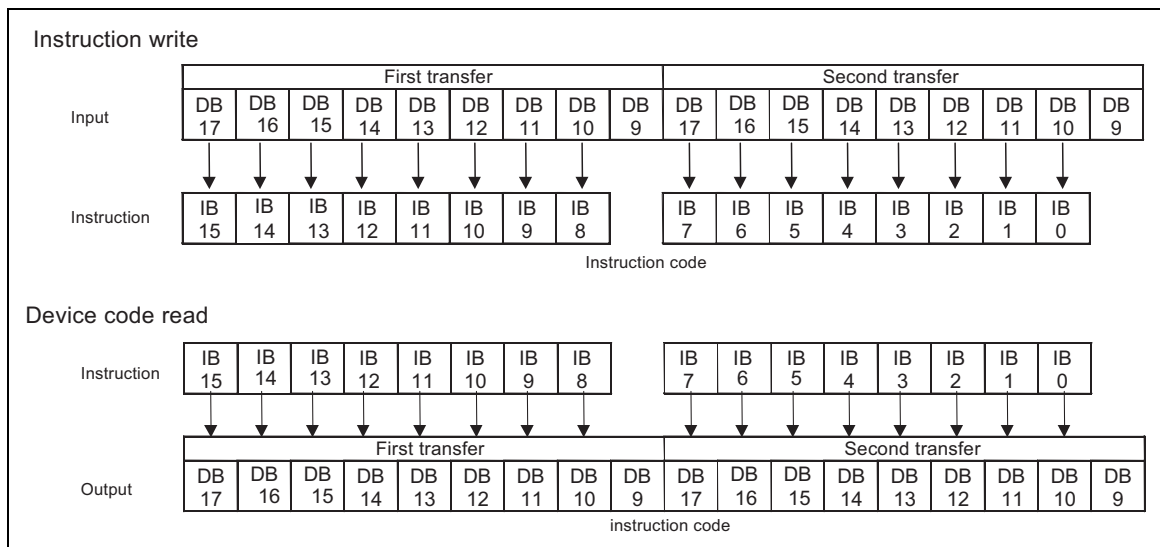 Instruction write
First transfer Second transfer
Input DB DB DB DB DB DB DB DB DB DB DB DB DB DB DB DB DB DB
17 16 15 14 13 12 11 10 9 17 16 15 14 13 12 11 10 9
Instruction IB IB IB IB IB IB IB IB IB IB IB IB IB IB IB IB
15 14 13 12 11 10 9 8 7 6 5 4 3 2 1 0
Instruction code
Device code read
Instruction IB IB IB IB IB IB IB IB IB IB IB IB IB IB IB IB
15 14 13 12 11 10 9 8 7 6 5 4 3 2 1 0
First transfer Second transfer
Output DB DB DB DB DB DB DB DB DB DB DB DB DB DB DB DB DB DB
17 16 15 14 13 12 11 10 9 17 16 15 14 13 12 11 10 9
instruction code